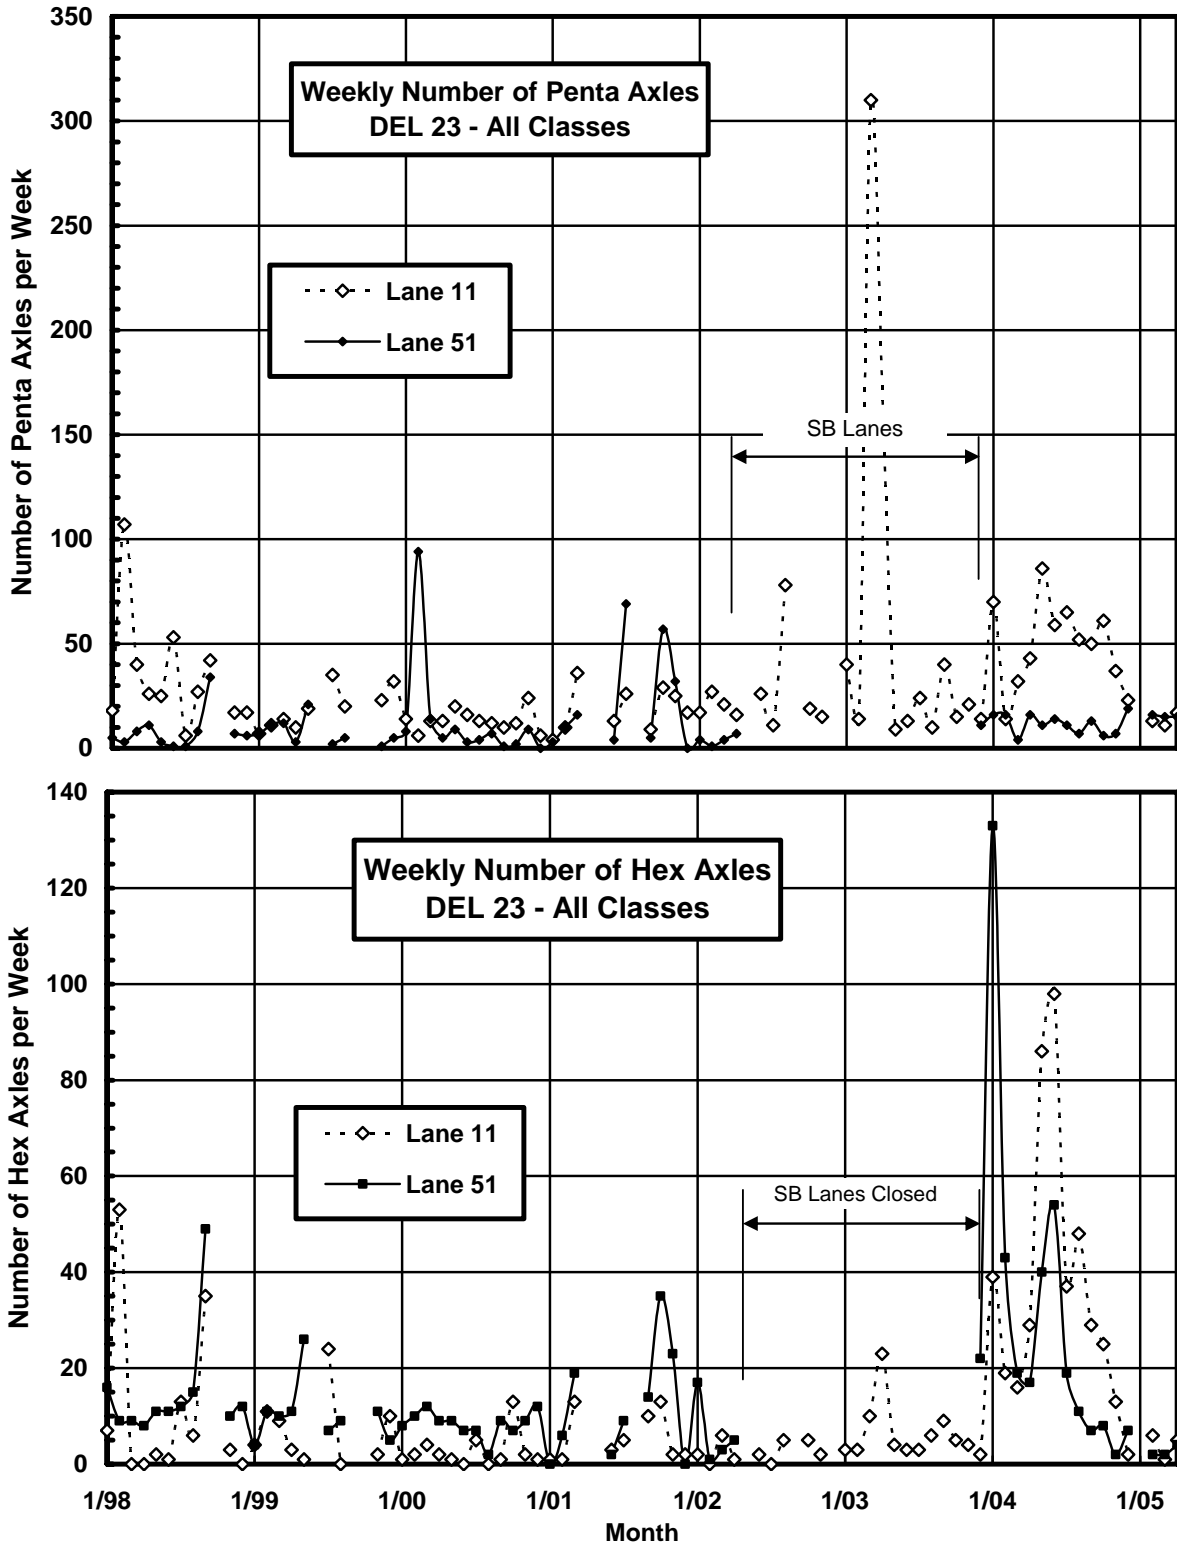 350
300
250
200
150
100
50
0
Number of Penta Axles per Week
Weekly Number of Penta Axles
DEL 23 - All Classes
Lane 11
Lane 51
SB Lanes
140
120
100
80
60
40
20
0
Number of Hex Axles per Week
Weekly Number of Hex Axles
DEL 23 - All Classes
Lane 11
Lane 51
SB Lanes Closed
1/98 1/99 1/00 1/01 1/02 1/03 1/04 1/05
Month